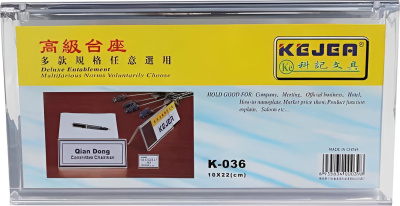 高級台座
多款規格任意選用
Deluxe Entablement
Multifarious Norms Voluntarily Choose
KEJEA
Kc 科記文具
HOLD GOOD FOR: Company, Meeting, Official business, Hotel,
How-to nameplate, Market price them, Product function
explain, Saloon etc.
Qian Dong
Committee Chairman
K-036
10X22(cm)
MADE IN CHINA